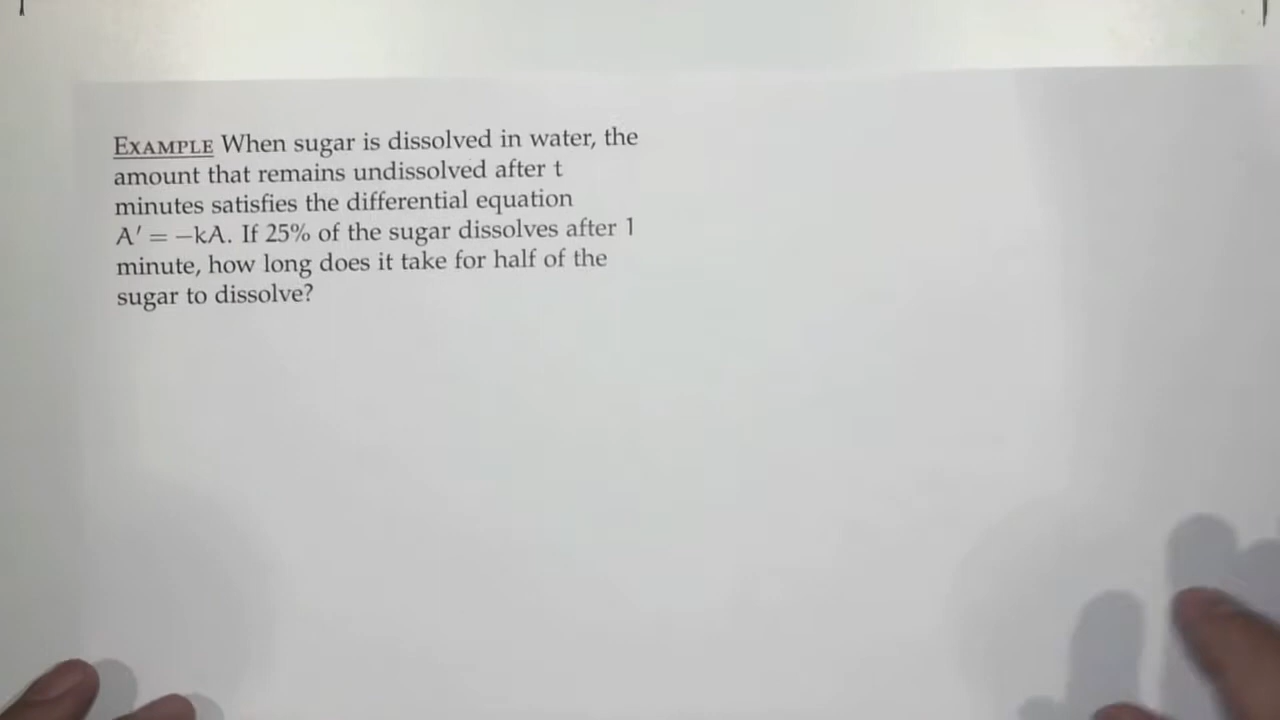 EXAMPLE When sugar is dissolved in water, the
amount that remains undissolved after t
minutes satisfies the differential equation
A′ = −kA. If 25% of the sugar dissolves after 1
minute, how long does it take for half of the
sugar to dissolve?